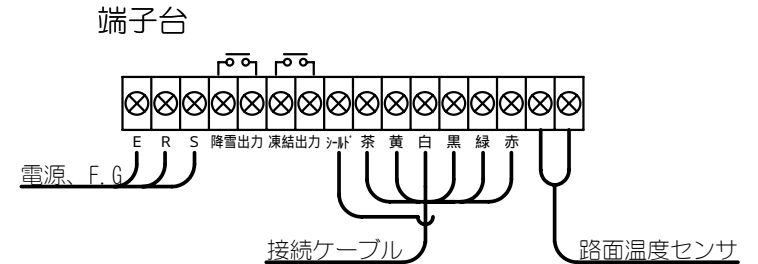 端子台
E R S 降雪出力 凍結出力 ｼｰﾙﾄﾞ 茶 黄 白 黒 緑 赤
電源、F.G
接続ケーブル
路面温度センサ